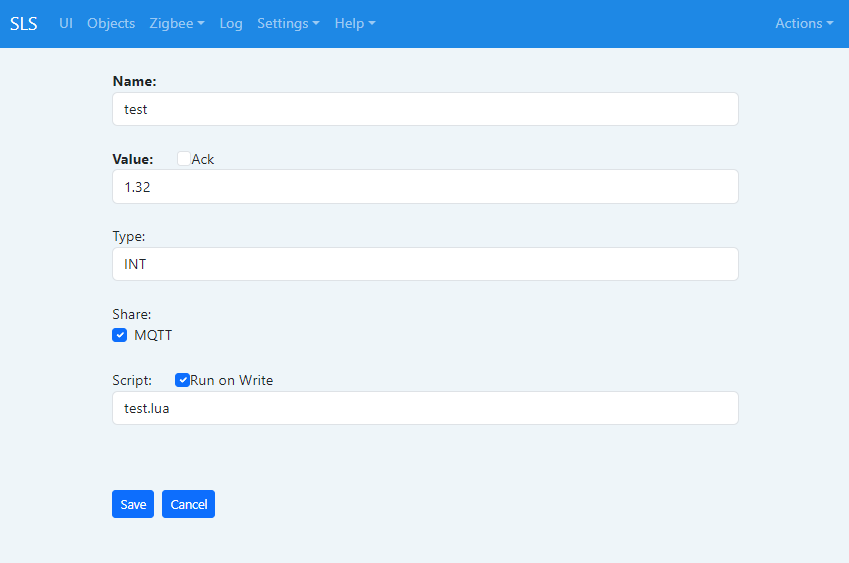 SLS UI Objects Zigbee Log Settings Help Actions
Name:
test
Value: Ack
1.32
Type:
INT
Share:
MQTT
Script: Run on Write
test.lua
Save Cancel